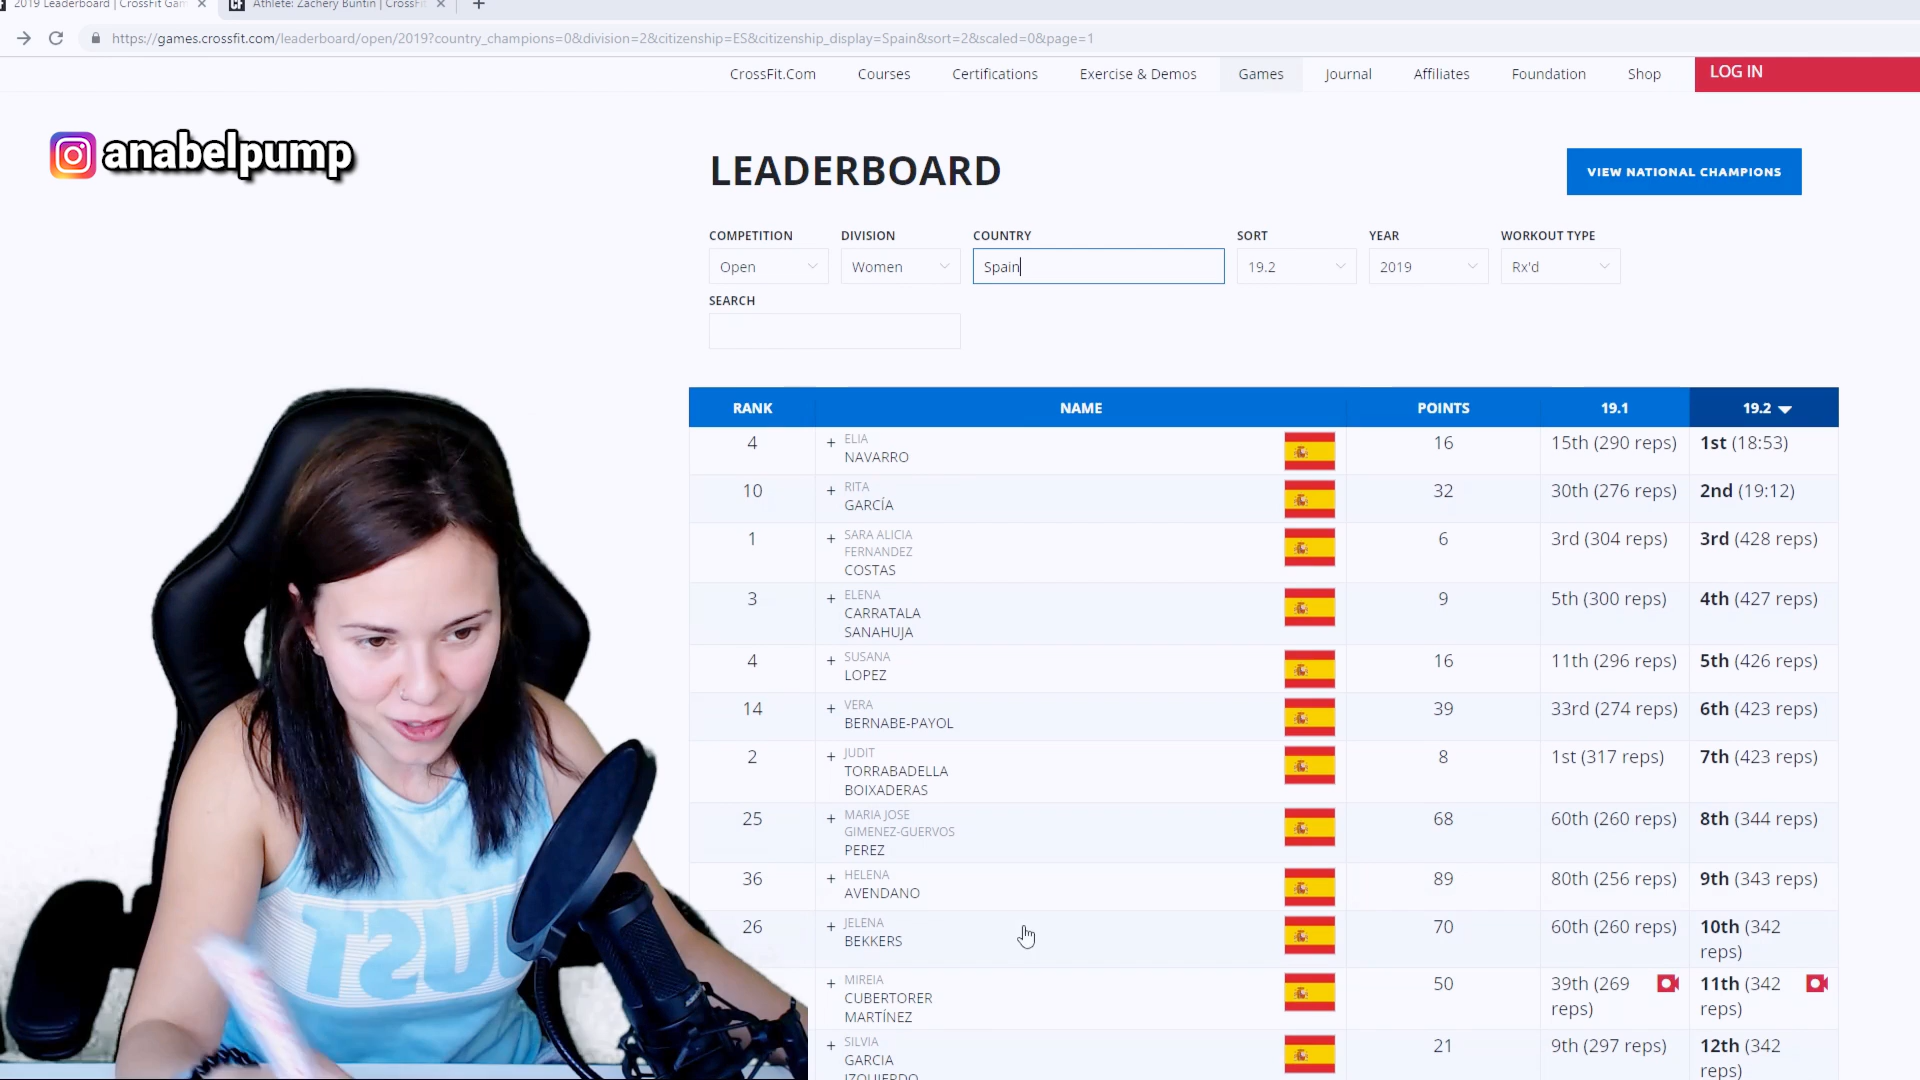 2019 Leaderboard | CrossFit Gam
Athlete: Zachery Buntin | CrossFit
https://games.crossfit.com/leaderboard/open/2019?country_champions=0&division=2&citizenship=ES&citizenship_display=Spain&sort=2&scaled=0&page=1
CrossFit.Com Courses Certifications Exercise & Demos Games Journal Affiliates Foundation Shop LOG IN
anabelpump
LEADERBOARD
VIEW NATIONAL CHAMPIONS
COMPETITION DIVISION COUNTRY SORT YEAR WORKOUT TYPE
Open Women Spain 19.2 2019 Rx'd
SEARCH
RANK NAME POINTS 19.1 19.2
4 + ELIA NAVARRO 16 15th (290 reps) 1st (18:53)
10 + RITA GARCÍA 32 30th (276 reps) 2nd (19:12)
1 + SARA ALICIA FERNANDEZ COSTAS 6 3rd (304 reps) 3rd (428 reps)
3 + ELENA CARRATALA SANAHUJA 9 5th (300 reps) 4th (427 reps)
4 + SUSANA LOPEZ 16 11th (296 reps) 5th (426 reps)
14 + VERA BERNABE-PAYOL 39 33rd (274 reps) 6th (423 reps)
2 + JUDIT TORRABADELLA BOIXADERAS 8 1st (317 reps) 7th (423 reps)
25 + MARIA JOSE GIMENEZ-GUERVOS PEREZ 68 60th (260 reps) 8th (344 reps)
36 + HELENA AVENDANO 89 80th (256 reps) 9th (343 reps)
26 + JELENA BEKKERS 70 60th (260 reps) 10th (342 reps)
+ MIREIA CUBERTORER MARTÍNEZ 50 39th (269 reps) 11th (342 reps)
+ SILVIA GARCIA IZQUIERDO 21 9th (297 reps) 12th (342 reps)
JUST